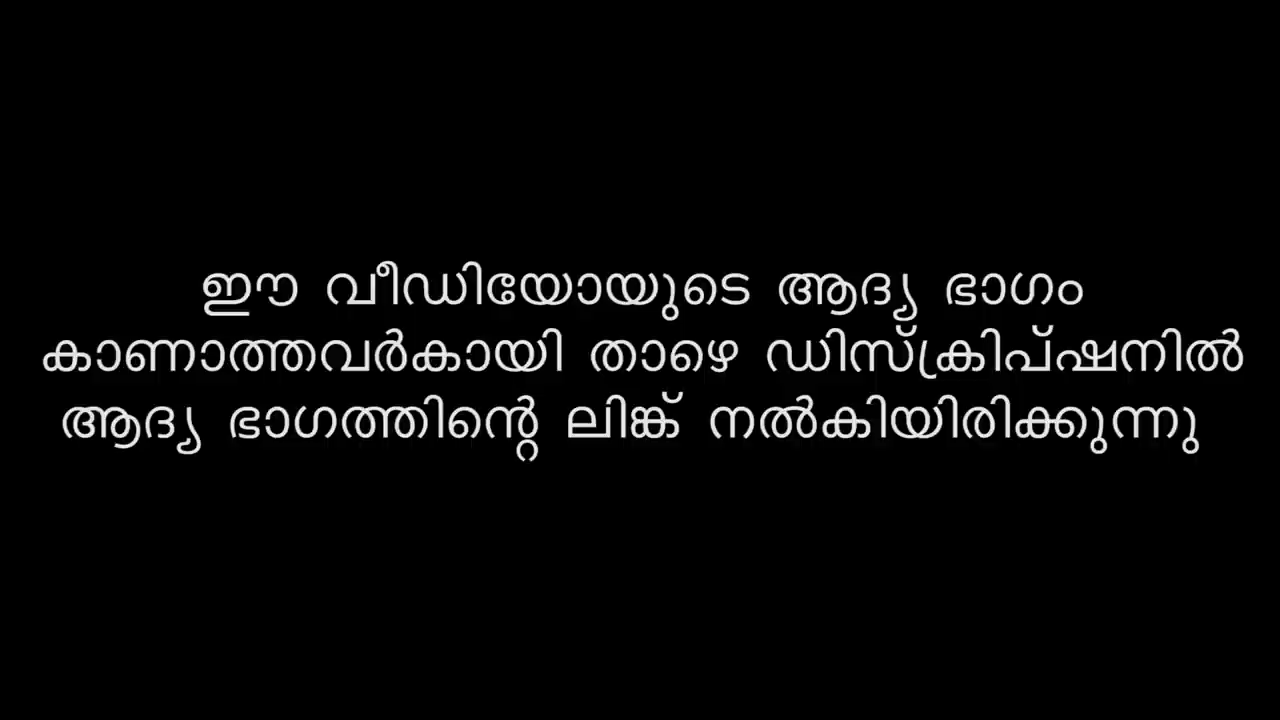 ഈ വീഡിയോയുടെ ആദ്യ ഭാഗം
കാണാത്തവർകായി താഴെ ഡിസ്ക്രിപ്ഷനിൽ
ആദ്യ ഭാഗത്തിന്റെ ലിങ്ക് നൽകിയിരിക്കുന്നു